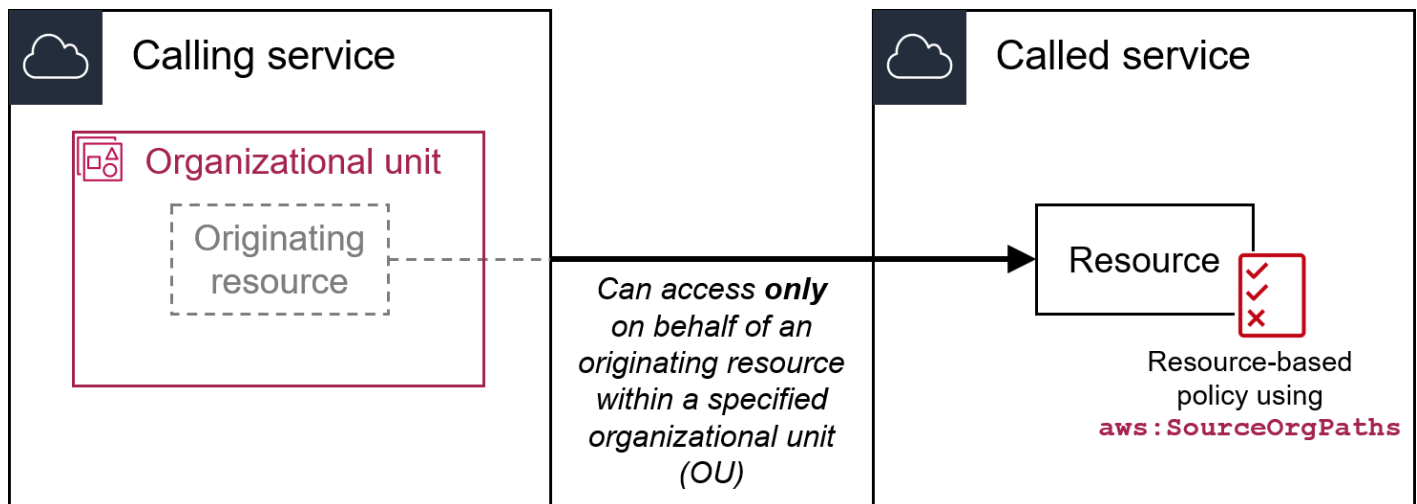 Calling service
Organizational unit
Originating
resource
Can access only
on behalf of an
originating resource
within a specified
organizational unit
(OU)
Called service
Resource
Resource-based
policy using
aws:SourceOrgPaths